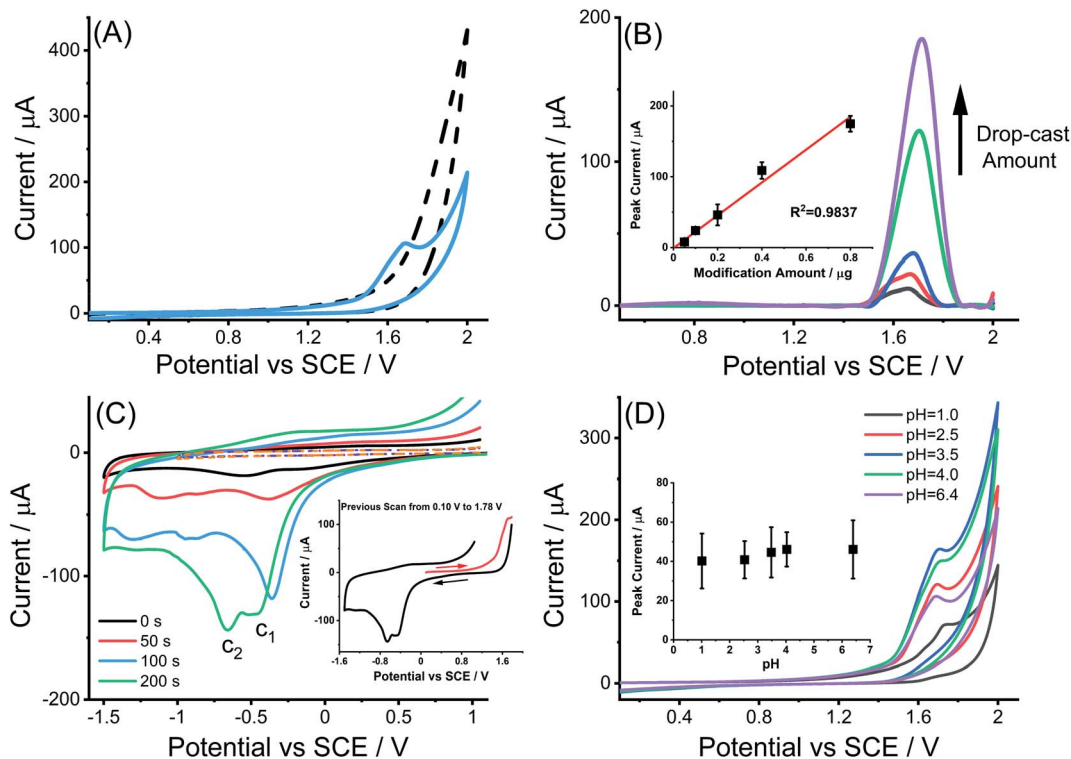 (A)
Current / μA
400
300
200
100
0
0.4
0.8
1.2
1.6
2
Potential vs SCE / V
(B)
Current / μA
200
100
0
0.8
1.2
1.6
2
Potential vs SCE / V
Drop-cast
Amount
Peak Current / μA
200
100
0
0
0.2
0.4
0.6
0.8
Modification Amount / μg
R²=0.9837
(C)
Current / μA
0
-100
-200
-1.5
-1
-0.5
0
0.5
1
Potential vs SCE / V
0 s
50 s
100 s
200 s
c₂
c₁
Previous Scan from 0.10 V to 1.78 V
Current / μA
100
0
-100
-1.6
-0.8
0
0.8
1.6
Potential vs SCE / V
(D)
Current / μA
300
200
100
0
0.4
0.8
1.2
1.6
2
Potential vs SCE / V
pH=1.0
pH=2.5
pH=3.5
pH=4.0
pH=6.4
Peak Current / μA
80
60
40
20
0
0
1
2
3
4
5
6
7
pH